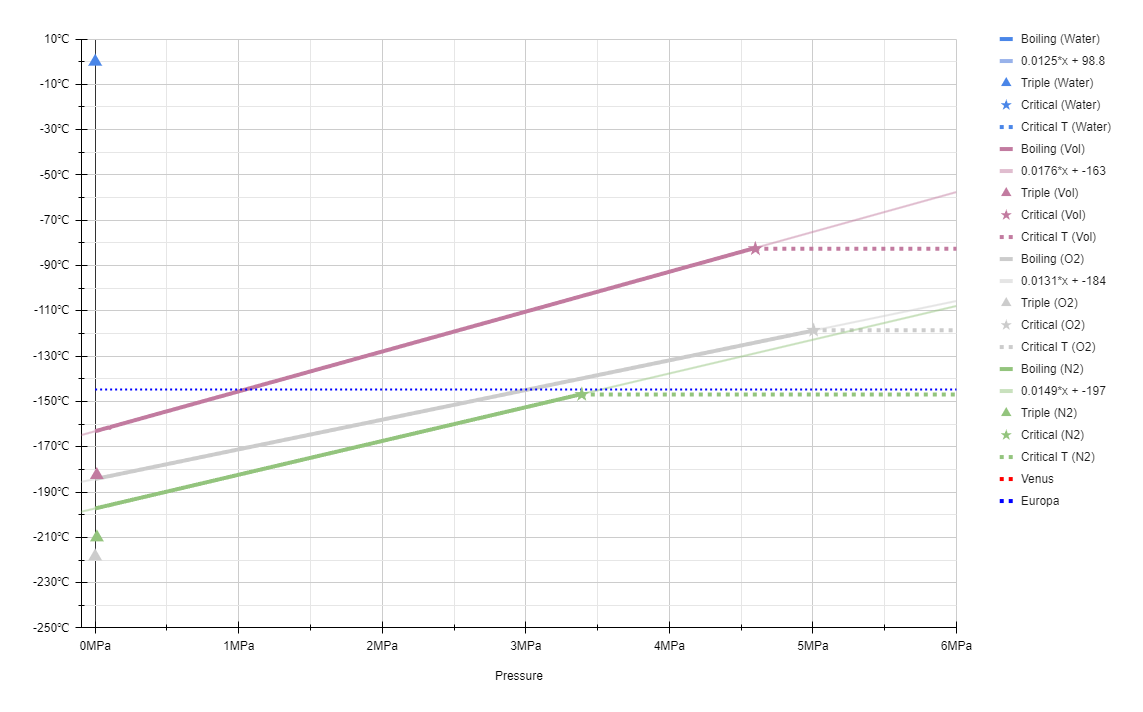 10°C
-10°C
-30°C
-50°C
-70°C
-90°C
-110°C
-130°C
-150°C
-170°C
-190°C
-210°C
-230°C
-250°C
0MPa 1MPa 2MPa 3MPa 4MPa 5MPa 6MPa
Pressure
Boiling (Water)
0.0125*x + 98.8
Triple (Water)
Critical (Water)
Critical T (Water)
Boiling (Vol)
0.0176*x + -163
Triple (Vol)
Critical (Vol)
Critical T (Vol)
Boiling (O2)
0.0131*x + -184
Triple (O2)
Critical (O2)
Critical T (O2)
Boiling (N2)
0.0149*x + -197
Triple (N2)
Critical (N2)
Critical T (N2)
Venus
Europa